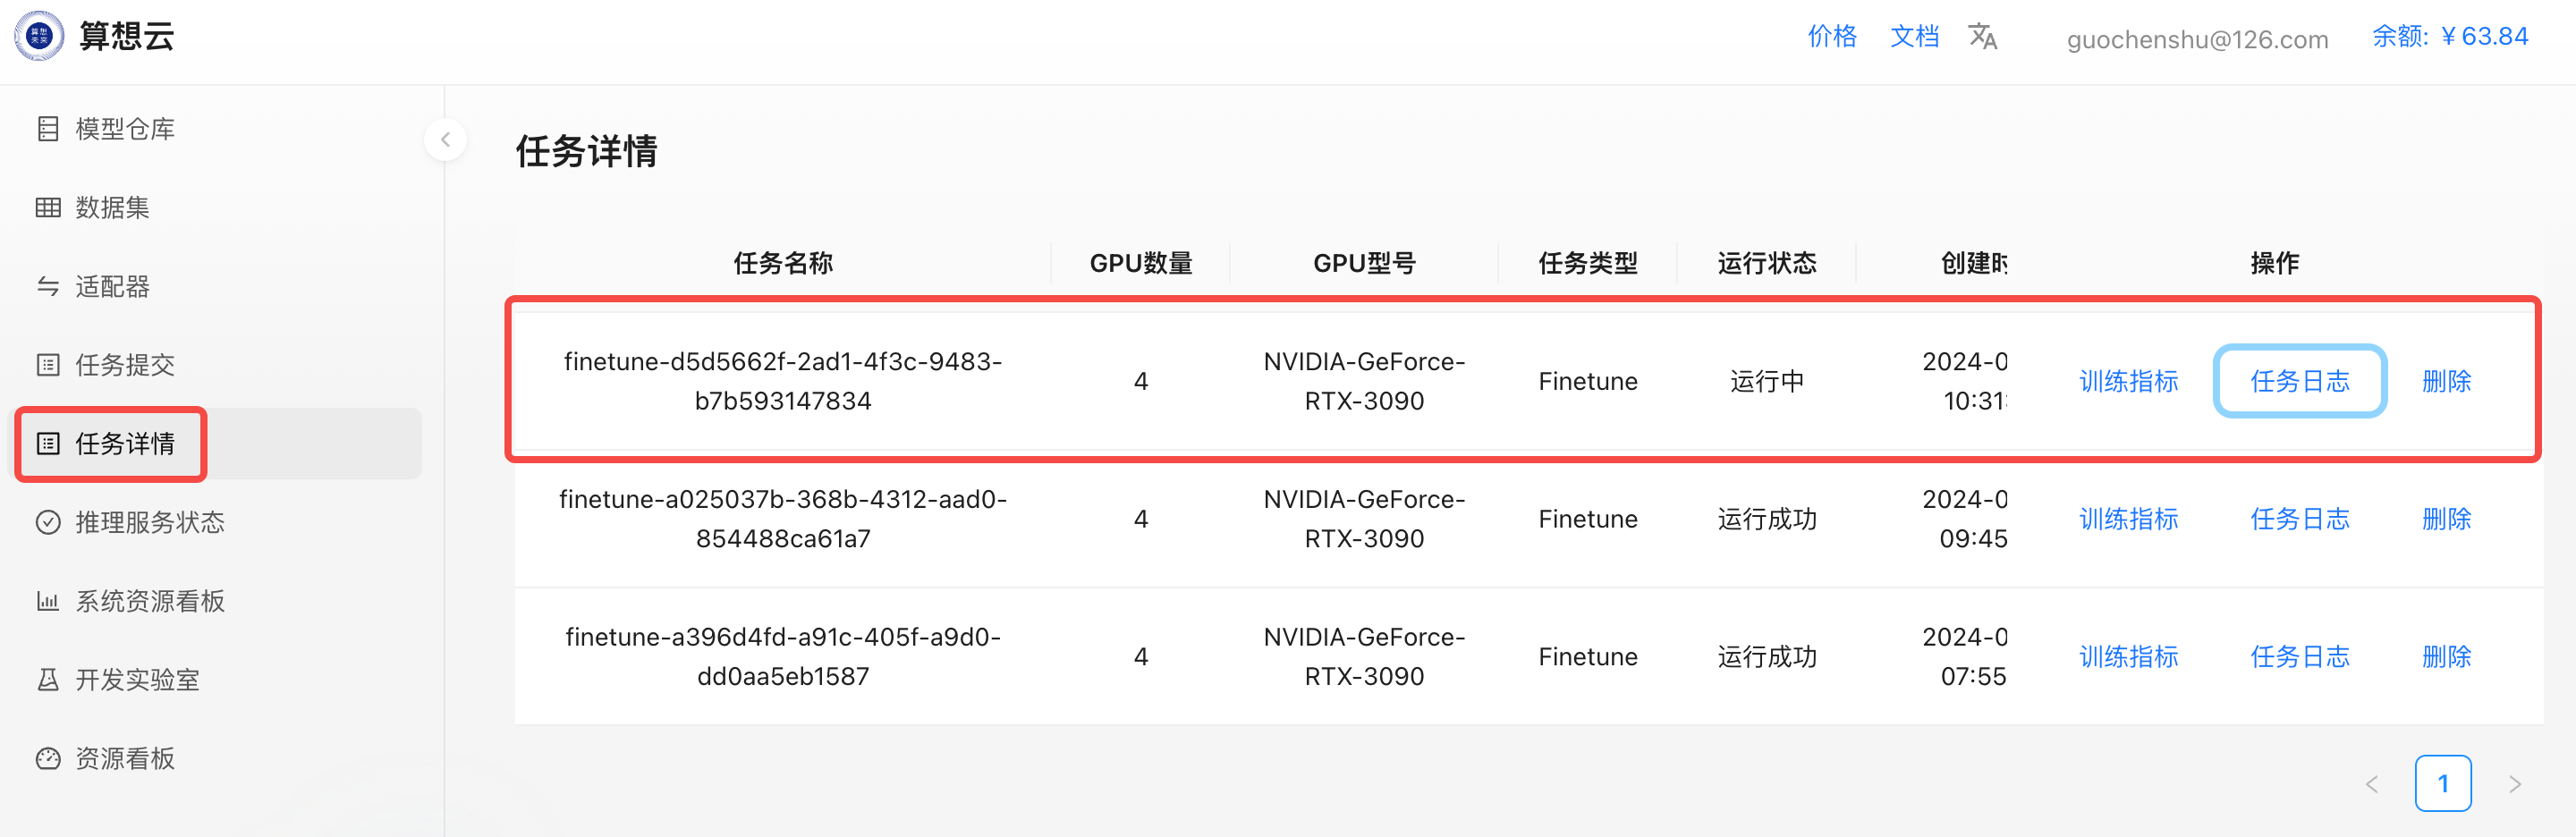 算想
未来
算想云
价格
文档
guochenshu@126.com
余额: ¥ 63.84
模型仓库
数据集
适配器
任务提交
任务详情
推理服务状态
系统资源看板
开发实验室
资源看板
任务详情
任务名称 GPU数量 GPU型号 任务类型 运行状态 创建时 操作
finetune-d5d5662f-2ad1-4f3c-9483-
b7b593147834
4
NVIDIA-GeForce-
RTX-3090
Finetune
运行中
2024-0
10:31:
训练指标 任务日志 删除
finetune-a025037b-368b-4312-aad0-
854488ca61a7
4
NVIDIA-GeForce-
RTX-3090
Finetune
运行成功
2024-0
09:45
训练指标 任务日志 删除
finetune-a396d4fd-a91c-405f-a9d0-
dd0aa5eb1587
4
NVIDIA-GeForce-
RTX-3090
Finetune
运行成功
2024-0
07:55
训练指标 任务日志 删除
1